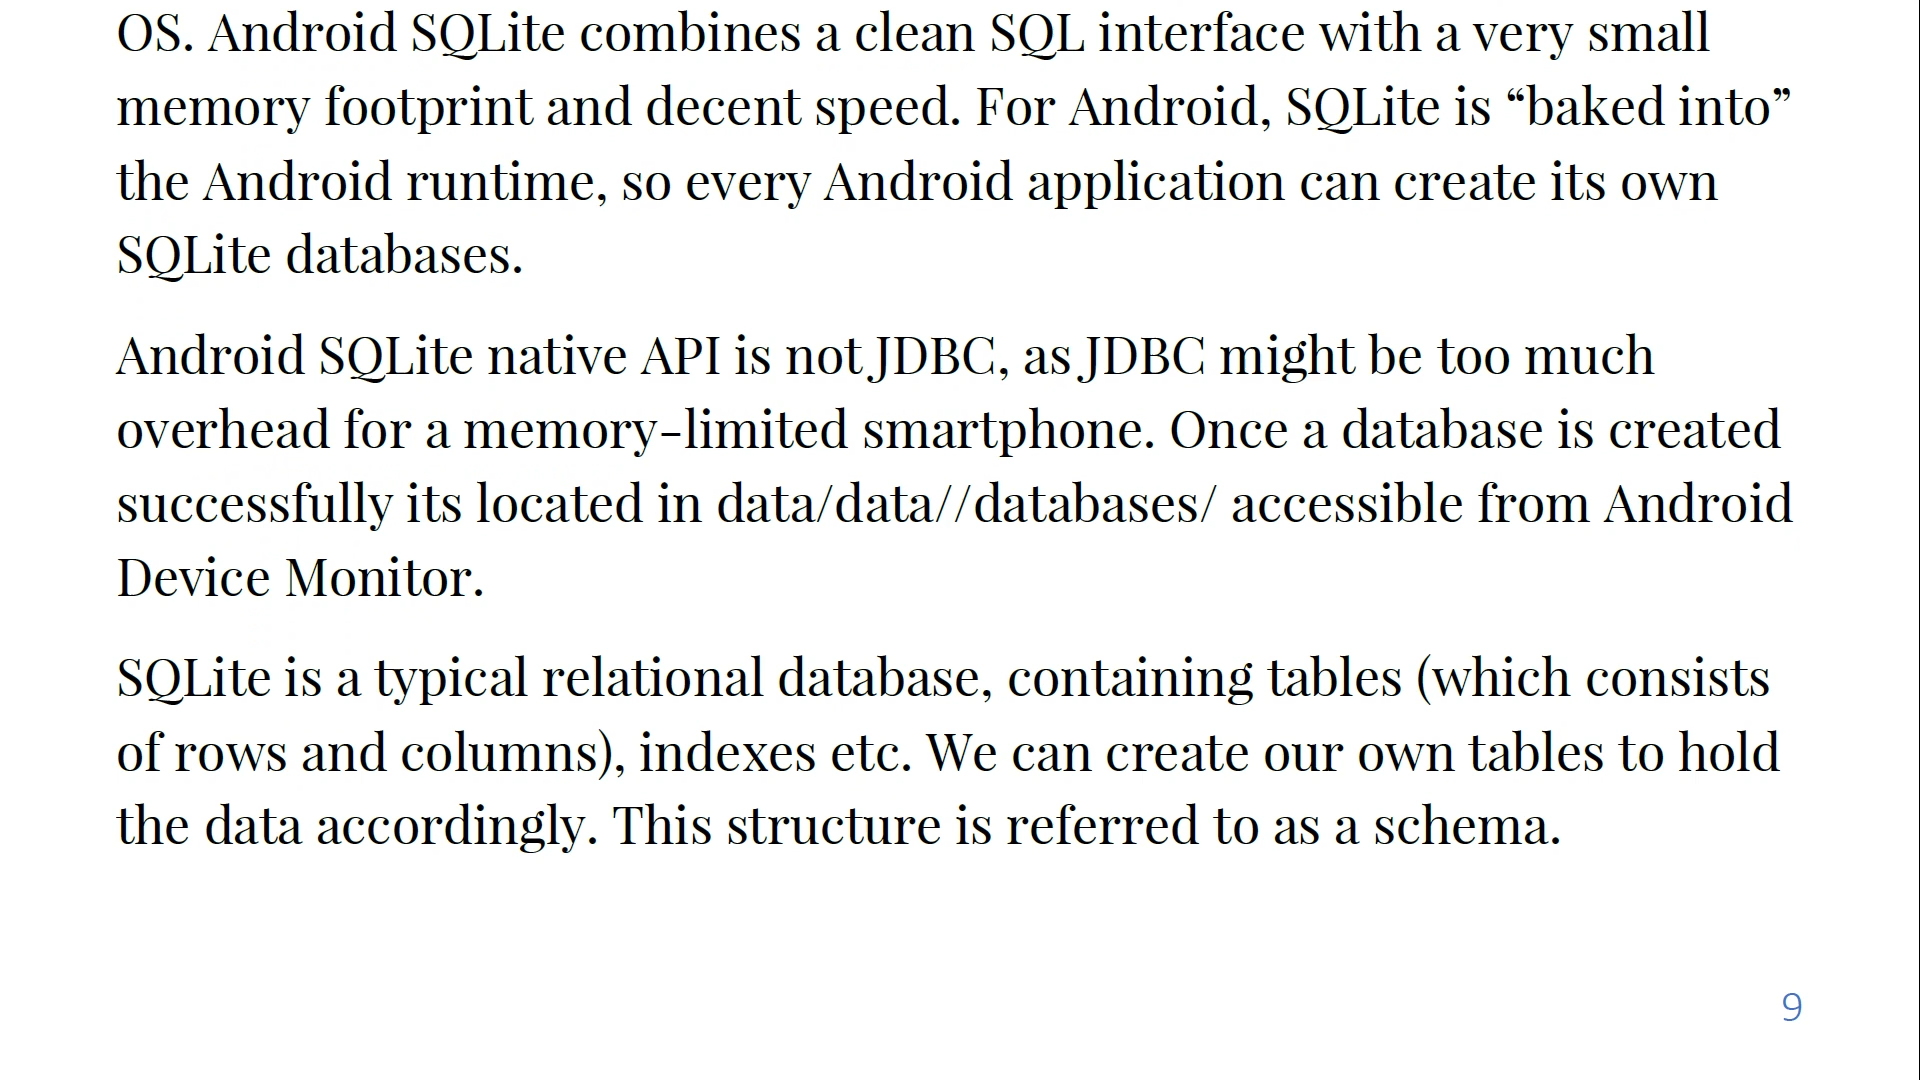 OS. Android SQLite combines a clean SQL interface with a very small
memory footprint and decent speed. For Android, SQLite is “baked into”
the Android runtime, so every Android application can create its own
SQLite databases.
Android SQLite native API is not JDBC, as JDBC might be too much
overhead for a memory-limited smartphone. Once a database is created
successfully its located in data/data//databases/ accessible from Android
Device Monitor.
SQLite is a typical relational database, containing tables (which consists
of rows and columns), indexes etc. We can create our own tables to hold
the data accordingly. This structure is referred to as a schema.
9